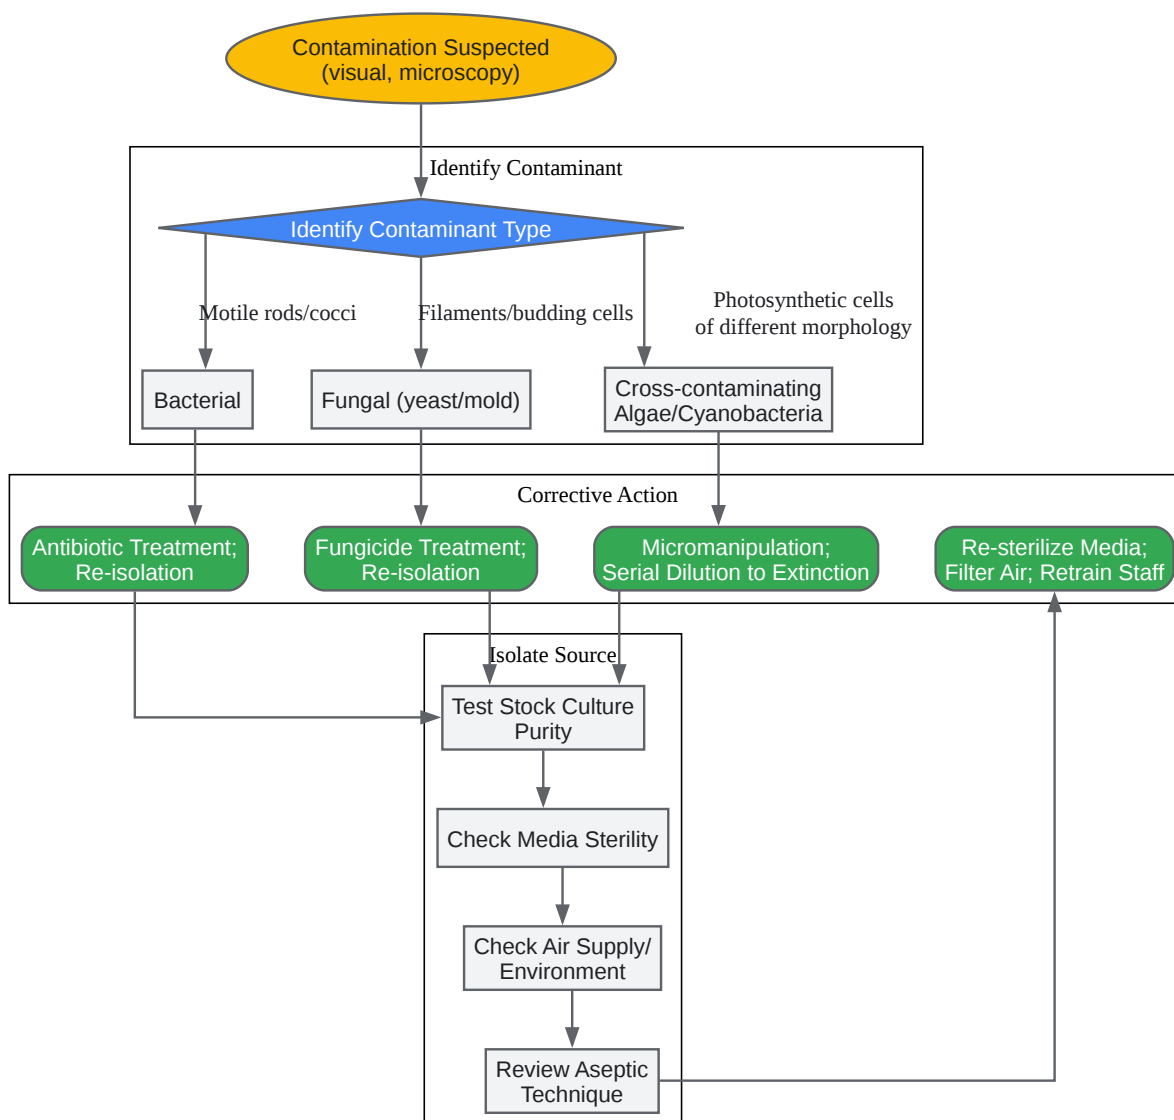 Contamination Suspected
(visual, microscopy)
Identify Contaminant
Identify Contaminant Type
Motile rods/cocci
Filaments/budding cells
Photosynthetic cells
of different morphology
Bacterial
Fungal (yeast/mold)
Cross-contaminating
Algae/Cyanobacteria
Corrective Action
Antibiotic Treatment;
Re-isolation
Fungicide Treatment;
Re-isolation
Micromanipulation;
Serial Dilution to Extinction
Re-sterilize Media;
Filter Air; Retrain Staff
Isolate Source
Test Stock Culture
Purity
Check Media Sterility
Check Air Supply/
Environment
Review Aseptic
Technique